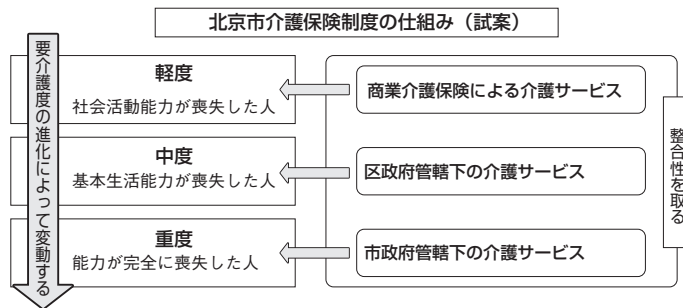 北京市介護保険制度の仕組み（試案）
要介護度の進化によって変動する
軽度
社会活動能力が喪失した人
商業介護保険による介護サービス
中度
基本生活能力が喪失した人
区政府管轄下の介護サービス
重度
能力が完全に喪失した人
市政府管轄下の介護サービス
整合性を取る